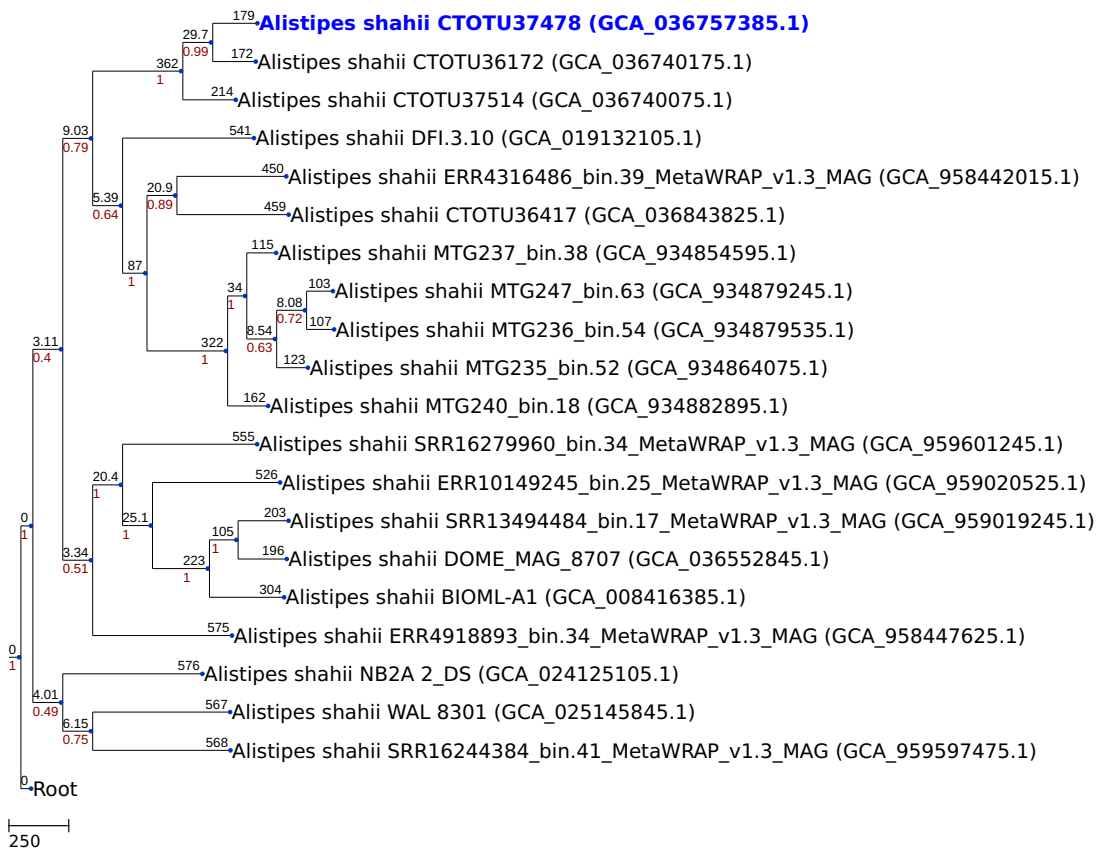 179 Alistipes shahii CTOTU37478 (GCA_036757385.1)
29.7
0.99
172 Alistipes shahii CTOTU36172 (GCA_036740175.1)
362
1
214 Alistipes shahii CTOTU37514 (GCA_036740075.1)
9.03
0.79
541 Alistipes shahii DFI.3.10 (GCA_019132105.1)
450 Alistipes shahii ERR4316486_bin.39_MetaWRAP_v1.3_MAG (GCA_958442015.1)
20.9
0.89
5.39
0.64
459 Alistipes shahii CTOTU36417 (GCA_036843825.1)
115 Alistipes shahii MTG237_bin.38 (GCA_934854595.1)
87
1
34
1
103 Alistipes shahii MTG247_bin.63 (GCA_934879245.1)
8.08
0.72
107 Alistipes shahii MTG236_bin.54 (GCA_934879535.1)
8.54
0.63
322
1
3.11
0.4
123 Alistipes shahii MTG235_bin.52 (GCA_934864075.1)
162 Alistipes shahii MTG240_bin.18 (GCA_934882895.1)
555 Alistipes shahii SRR16279960_bin.34_MetaWRAP_v1.3_MAG (GCA_959601245.1)
20.4
1
526 Alistipes shahii ERR10149245_bin.25_MetaWRAP_v1.3_MAG (GCA_959020525.1)
25.1
1
0
1
203 Alistipes shahii SRR13494484_bin.17_MetaWRAP_v1.3_MAG (GCA_959019245.1)
105
1
196 Alistipes shahii DOME_MAG_8707 (GCA_036552845.1)
3.34
0.51
223
1
304 Alistipes shahii BIOML-A1 (GCA_008416385.1)
575 Alistipes shahii ERR4918893_bin.34_MetaWRAP_v1.3_MAG (GCA_958447625.1)
0
1
576 Alistipes shahii NB2A 2_DS (GCA_024125105.1)
4.01
0.49
567 Alistipes shahii WAL 8301 (GCA_025145845.1)
6.15
0.75
568 Alistipes shahii SRR16244384_bin.41_MetaWRAP_v1.3_MAG (GCA_959597475.1)
0 Root
250